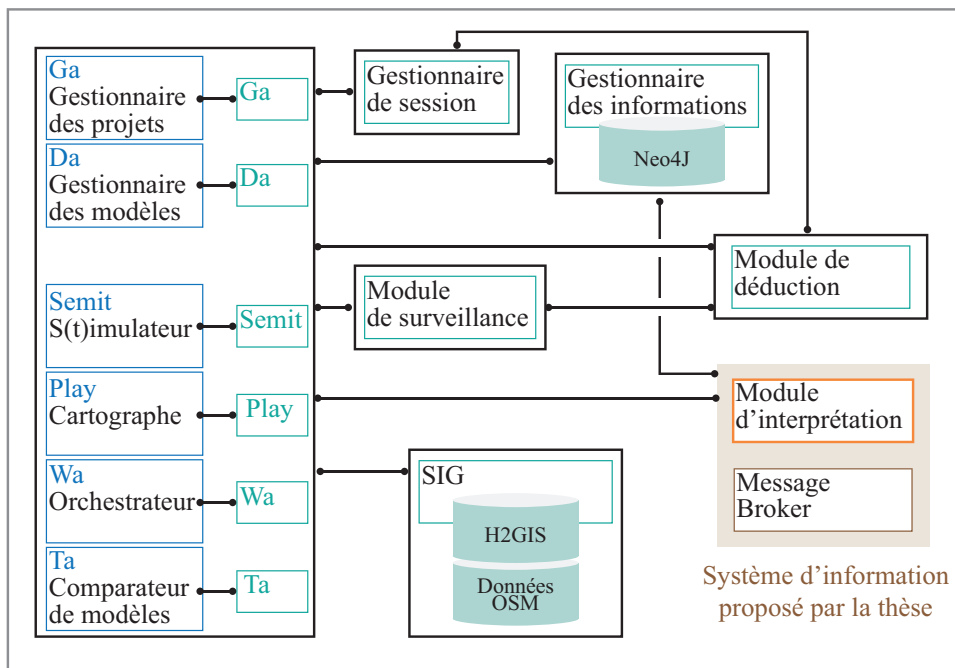 Ga
Gestionnaire
des projets
Ga
Da
Gestionnaire
des modèles
Da
Semit
S(t)imulateur
Semit
Play
Cartographe
Play
Wa
Orchestrateur
Wa
Ta
Comparateur
de modèles
Ta
Gestionnaire
de session
Gestionnaire
des informations
Neo4J
Module de
déduction
Module
de surveillance
Module
d’interprétation
Message
Broker
Système d’information
proposé par la thèse
SIG
H2GIS
Données
OSM